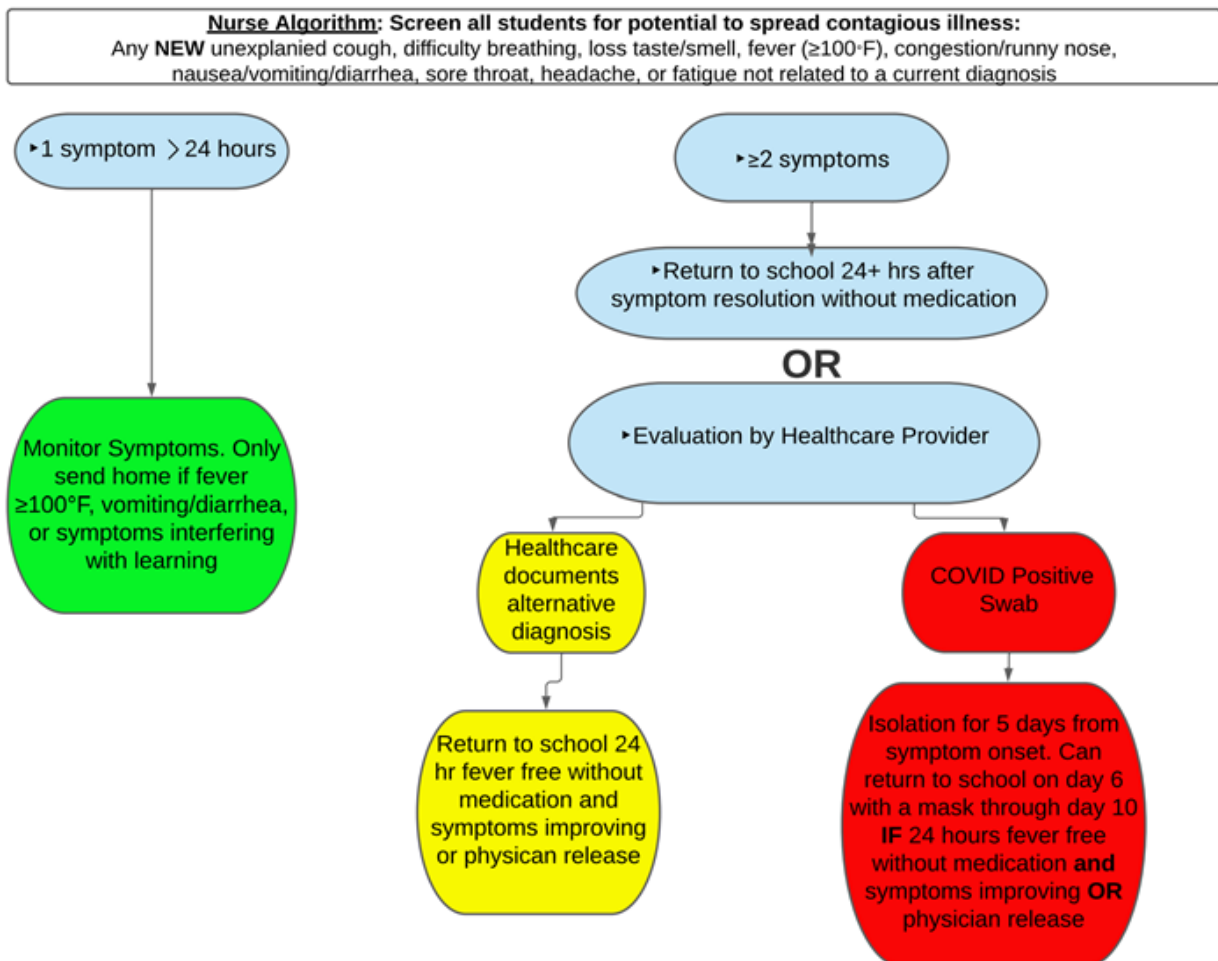 Nurse Algorithm: Screen all students for potential to spread contagious illness:
Any NEW unexplanied cough, difficulty breathing, loss taste/smell, fever (≥100◦F), congestion/runny nose,
nausea/vomiting/diarrhea, sore throat, headache, or fatigue not related to a current diagnosis
‣1 symptom > 24 hours
‣≥2 symptoms
‣Return to school 24+ hrs after
symptom resolution without medication
OR
‣Evaluation by Healthcare Provider
Monitor Symptoms. Only
send home if fever
≥100°F, vomiting/diarrhea,
or symptoms interfering
with learning
Healthcare
documents
alternative
diagnosis
COVID Positive
Swab
Return to school 24
hr fever free without
medication and
symptoms improving
or physican release
Isolation for 5 days from
symptom onset. Can
return to school on day 6
with a mask through day 10
IF 24 hours fever free
without medication and
symptoms improving OR
physician release